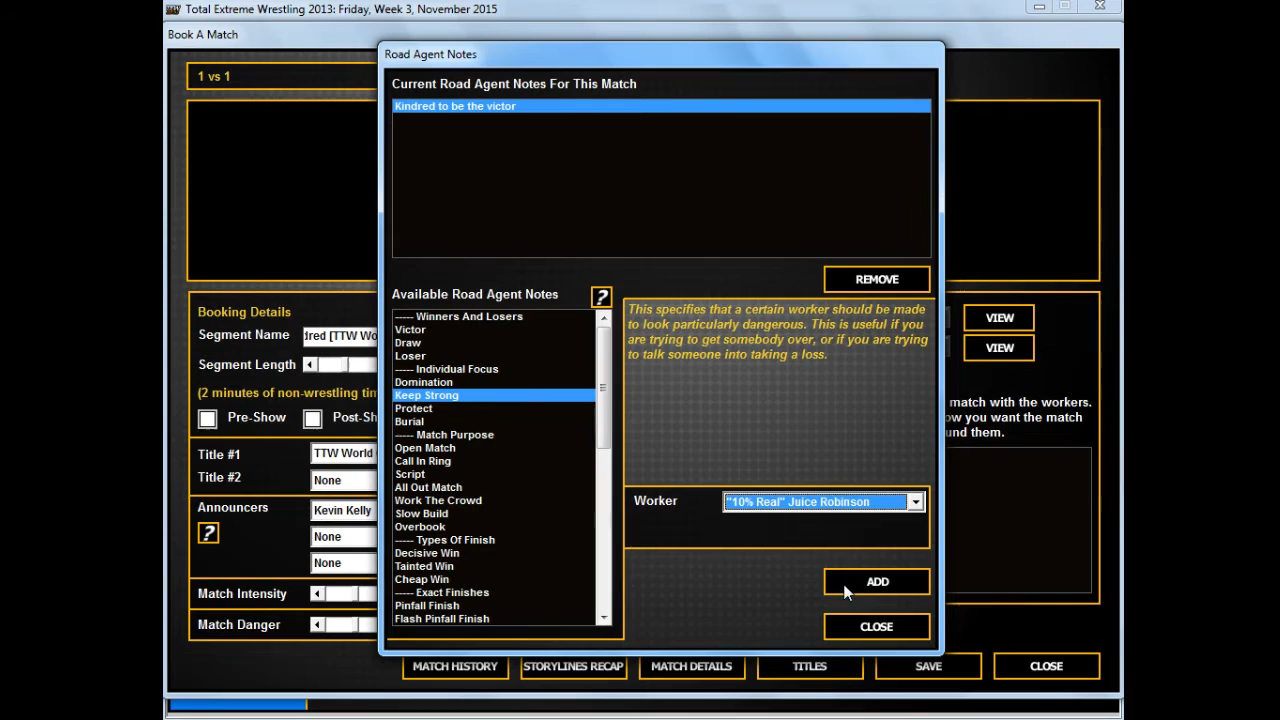 Total Extreme Wrestling 2013: Friday, Week 3, November 2015
Book A Match
Road Agent Notes
1 vs 1
Current Road Agent Notes For This Match
Kindred to be the victor
REMOVE
Available Road Agent Notes
?
----- Winners And Losers
Victor
Draw
Loser
----- Individual Focus
Domination
Keep Strong
Protect
Burial
----- Match Purpose
Open Match
Call In Ring
Script
All Out Match
Work The Crowd
Slow Build
Overbook
----- Types Of Finish
Decisive Win
Tainted Win
Cheap Win
----- Exact Finishes
Pinfall Finish
Flash Pinfall Finish
This specifies that a certain worker should be made
to look particularly dangerous. This is useful if you
are trying to get somebody over, or if you are trying
to talk someone into taking a loss.
Worker
"10% Real" Juice Robinson
ADD
CLOSE
Booking Details
Segment Name
dred [TTW Wo
Segment Length
(2 minutes of non-wrestling tim
Pre-Show
Post-Sh
Title #1
TTW World
Title #2
None
Announcers
Kevin Kelly
?
None
None
Match Intensity
Match Danger
VIEW
VIEW
match with the workers.
ow you want the match
und them.
MATCH HISTORY
STORYLINES RECAP
MATCH DETAILS
TITLES
SAVE
CLOSE